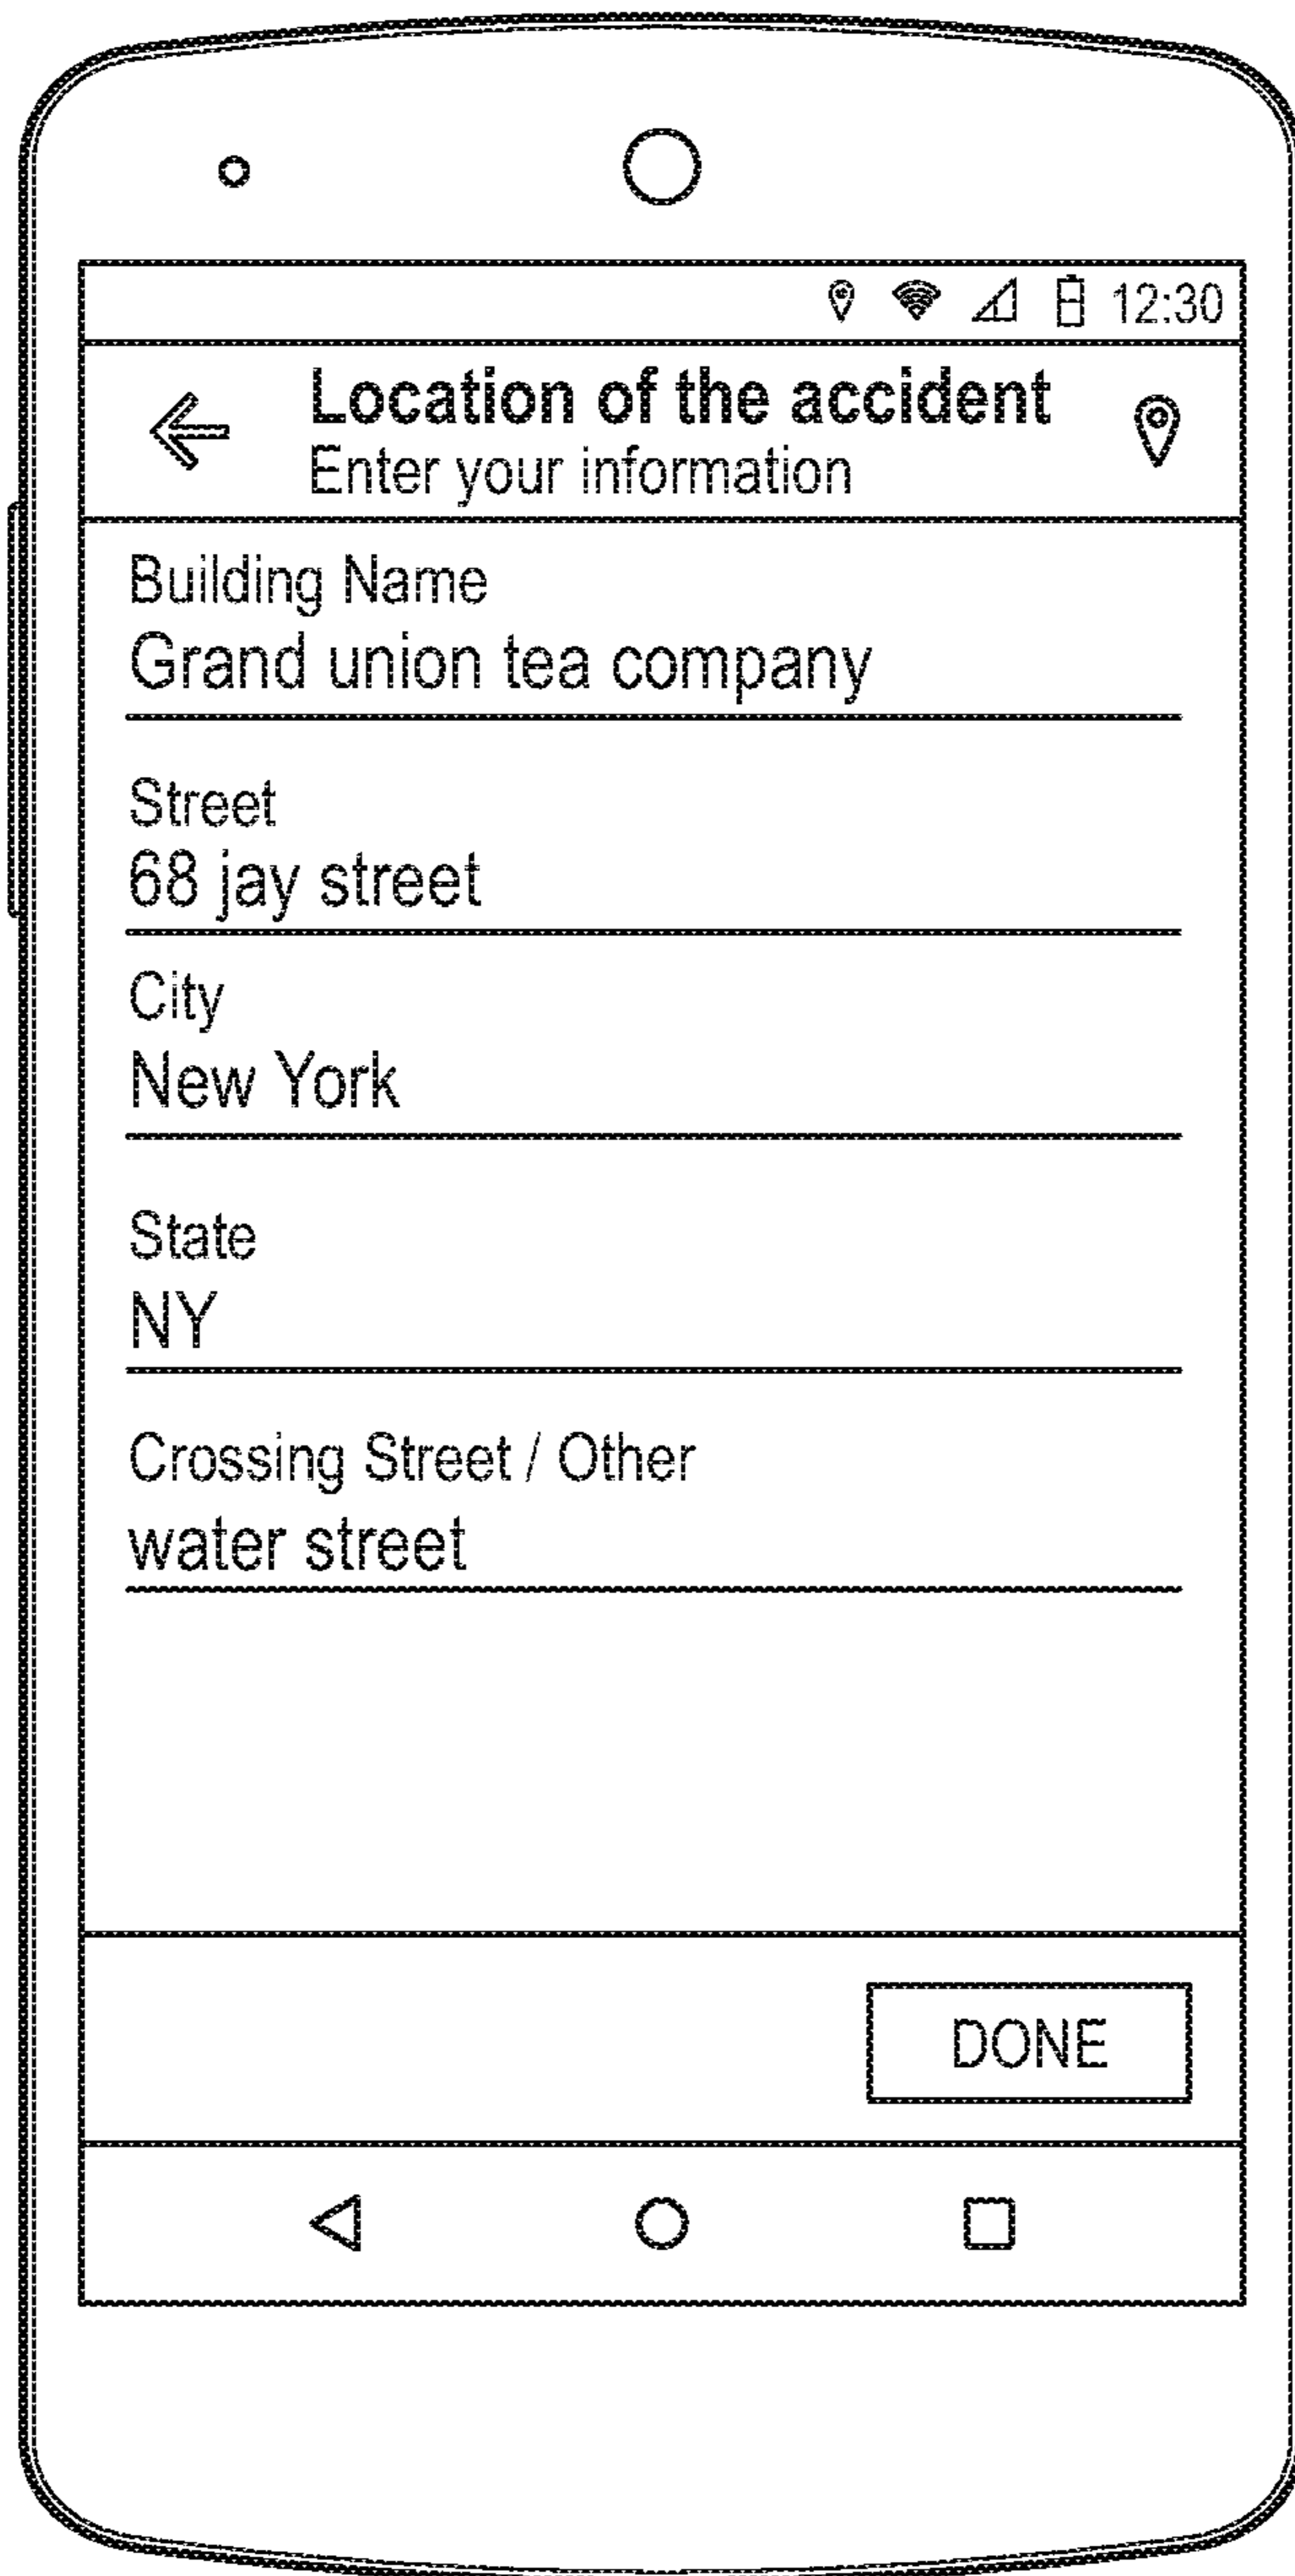 12:30
Location of the accident
Enter your information
Building Name
Grand union tea company
Street
68 jay street
City
New York
State
NY
Crossing Street / Other
water street
DONE